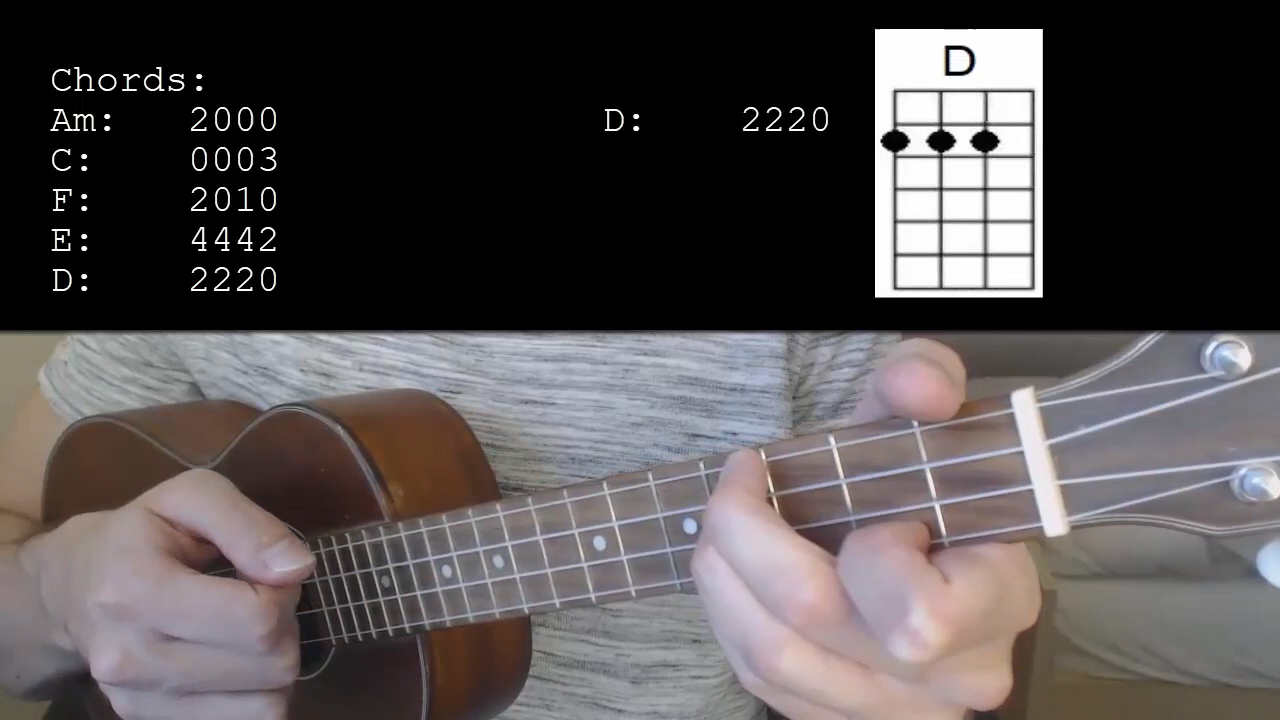 Chords:
Am: 2000
C: 0003
F: 2010
E: 4442
D: 2220
D: 2220
D